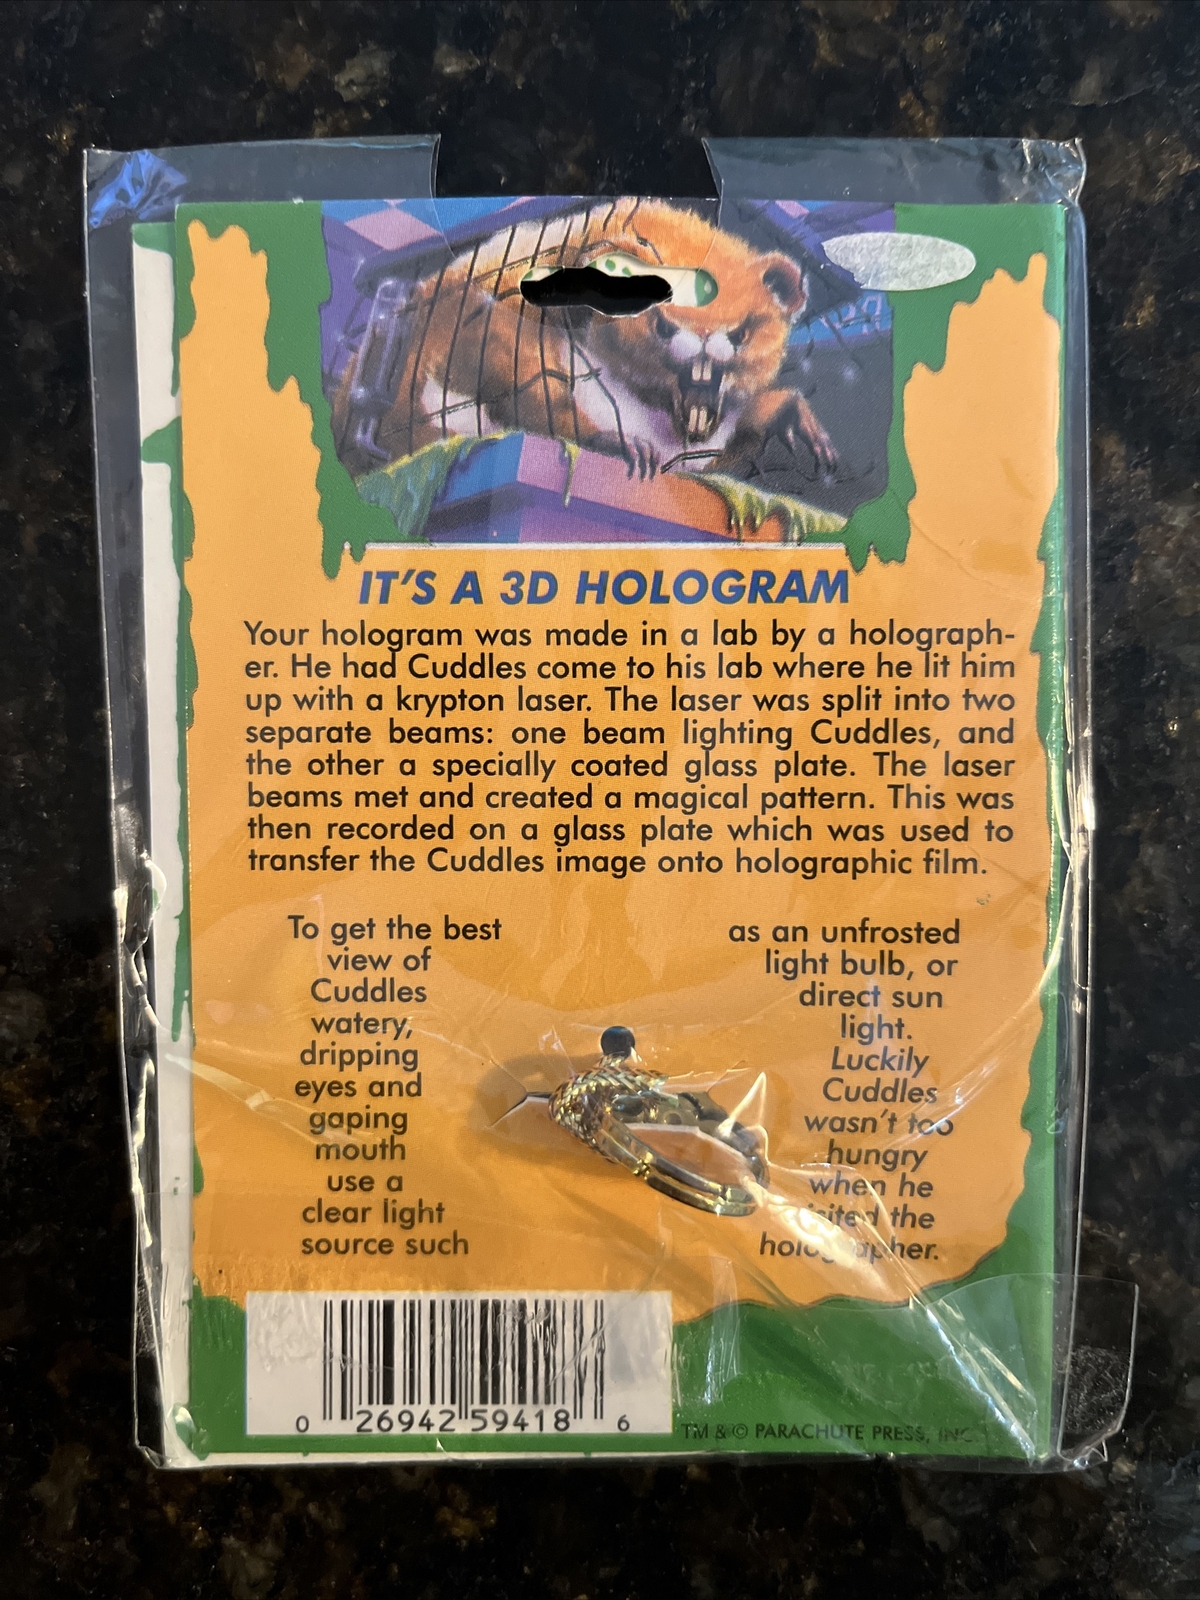 IT'S A 3D HOLOGRAM
Your hologram was made in a lab by a holograph-
er. He had Cuddles come to his lab where he lit him
up with a krypton laser. The laser was split into two
separate beams: one beam lighting Cuddles, and
the other a specially coated glass plate. The laser
beams met and created a magical pattern. This was
then recorded on a glass plate which was used to
transfer the Cuddles image onto holographic film.
To get the best
view of
Cuddles
watery,
dripping
eyes and
gaping
mouth
use a
clear light
source such
as an unfrosted
light bulb, or
direct sun
light.
Luckily
Cuddles
wasn't too
hungry
when he
visited the
holographer.
0 26942 59418 6
TM & © PARACHUTE PRESS, INC.